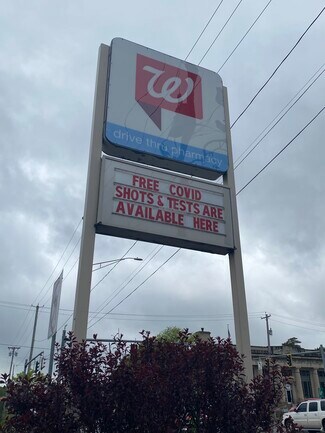 W
drive thru pharmacy
FREE COVID
SHOTS & TESTS ARE
AVAILABLE HERE